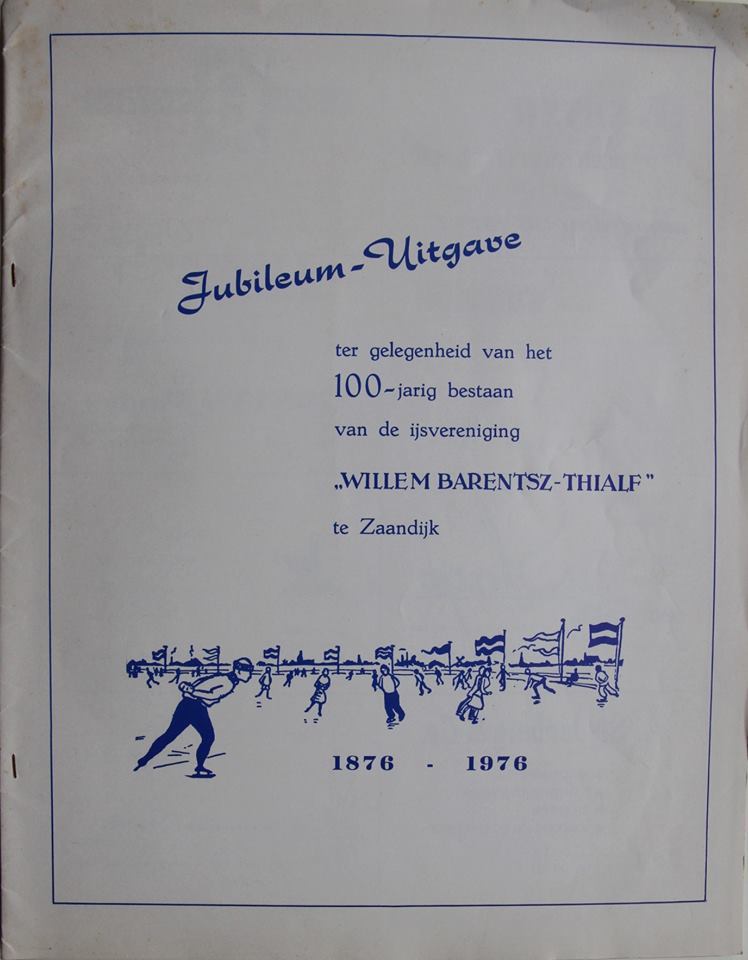 Jubileum-Uitgave
ter gelegenheid van het
100-jarig bestaan
van de ijsvereniging
„WILLEM BARENTSZ-THIALF”
te Zaandijk
1876 - 1976